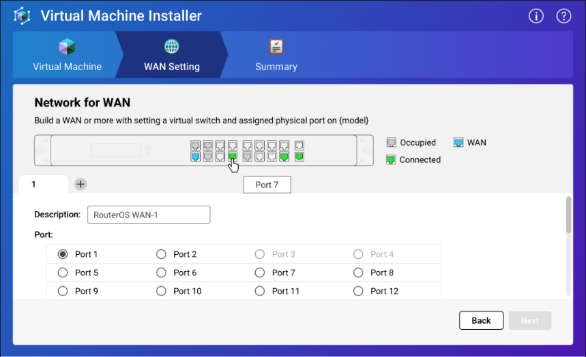 Virtual Machine Installer
Virtual Machine
WAN Setting
Summary
Network for WAN
Build a WAN or more with setting a virtual switch and assigned physical port on {model}
Occupied
WAN
Connected
1
Port 7
Description:
RouterOS WAN-1
Port:
Port 1
Port 2
Port 3
Port 4
Port 5
Port 6
Port 7
Port 8
Port 9
Port 10
Port 11
Port 12
Back
Next